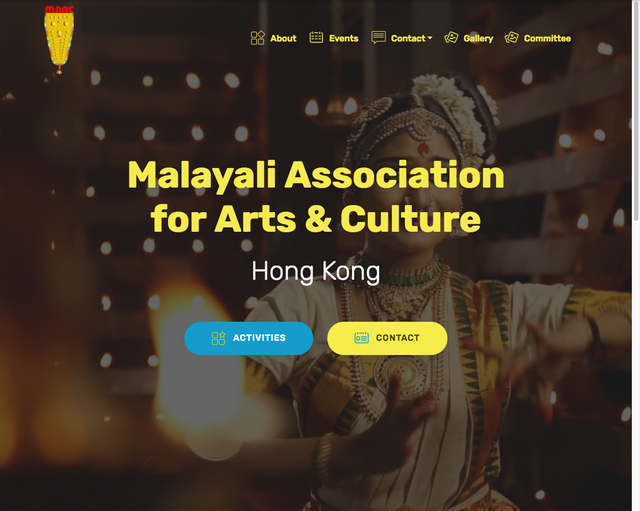 MAAC
About
Events
Contact
Gallery
Committee
Malayali Association
for Arts & Culture
Hong Kong
ACTIVITIES
CONTACT